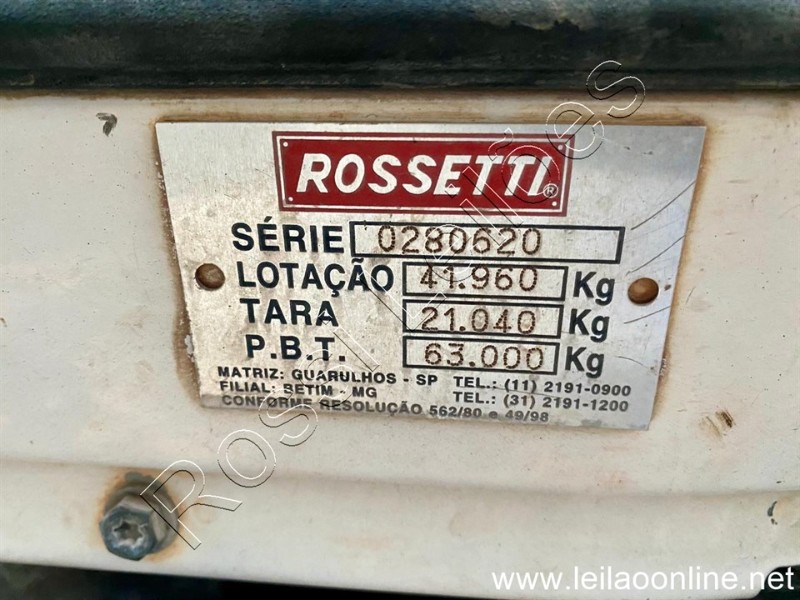 ROSSETTI ®
SÉRIE 0280620
LOTAÇÃO 41.960 Kg
TARA 21.040 Kg
P.B.T. 63.000 Kg
MATRIZ: GUARULHOS - SP TEL.: (11) 2191-0900
FILIAL: BETIM - MG TEL.: (31) 2191-1200
CONFORME RESOLUÇÃO 562/80 e 49/98
Rossi Leilões
www.leilaoonline.net